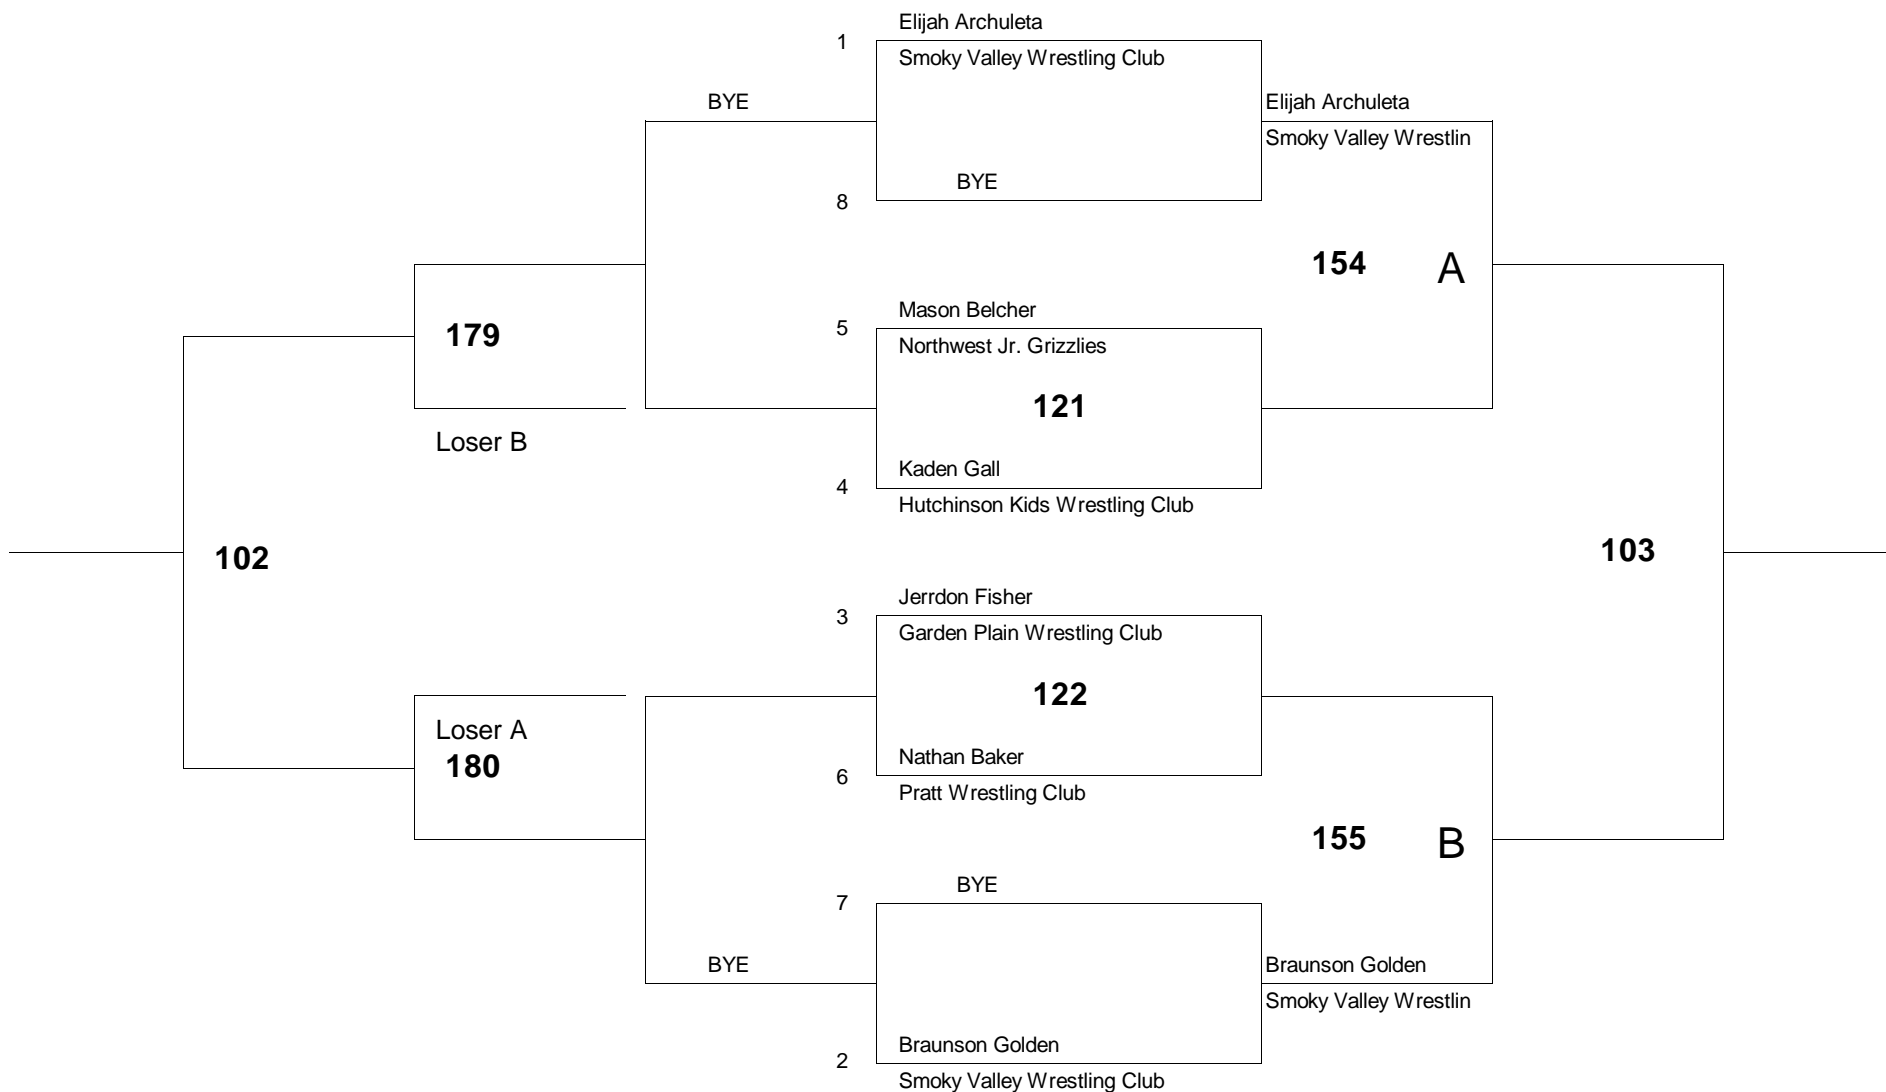 Elijah Archuleta
1
Smoky Valley Wrestling Club
BYE
Elijah Archuleta
Smoky Valley Wrestlin
BYE
8
154
A
Mason Belcher
5
179
Northwest Jr. Grizzlies
121
Loser B
Kaden Gall
4
Hutchinson Kids Wrestling Club
102
103
Jerrdon Fisher
3
Garden Plain Wrestling Club
122
Loser A
180
Nathan Baker
6
Pratt Wrestling Club
155
B
BYE
7
BYE
Braunson Golden
Smoky Valley Wrestlin
Braunson Golden
2
Smoky Valley Wrestling Club